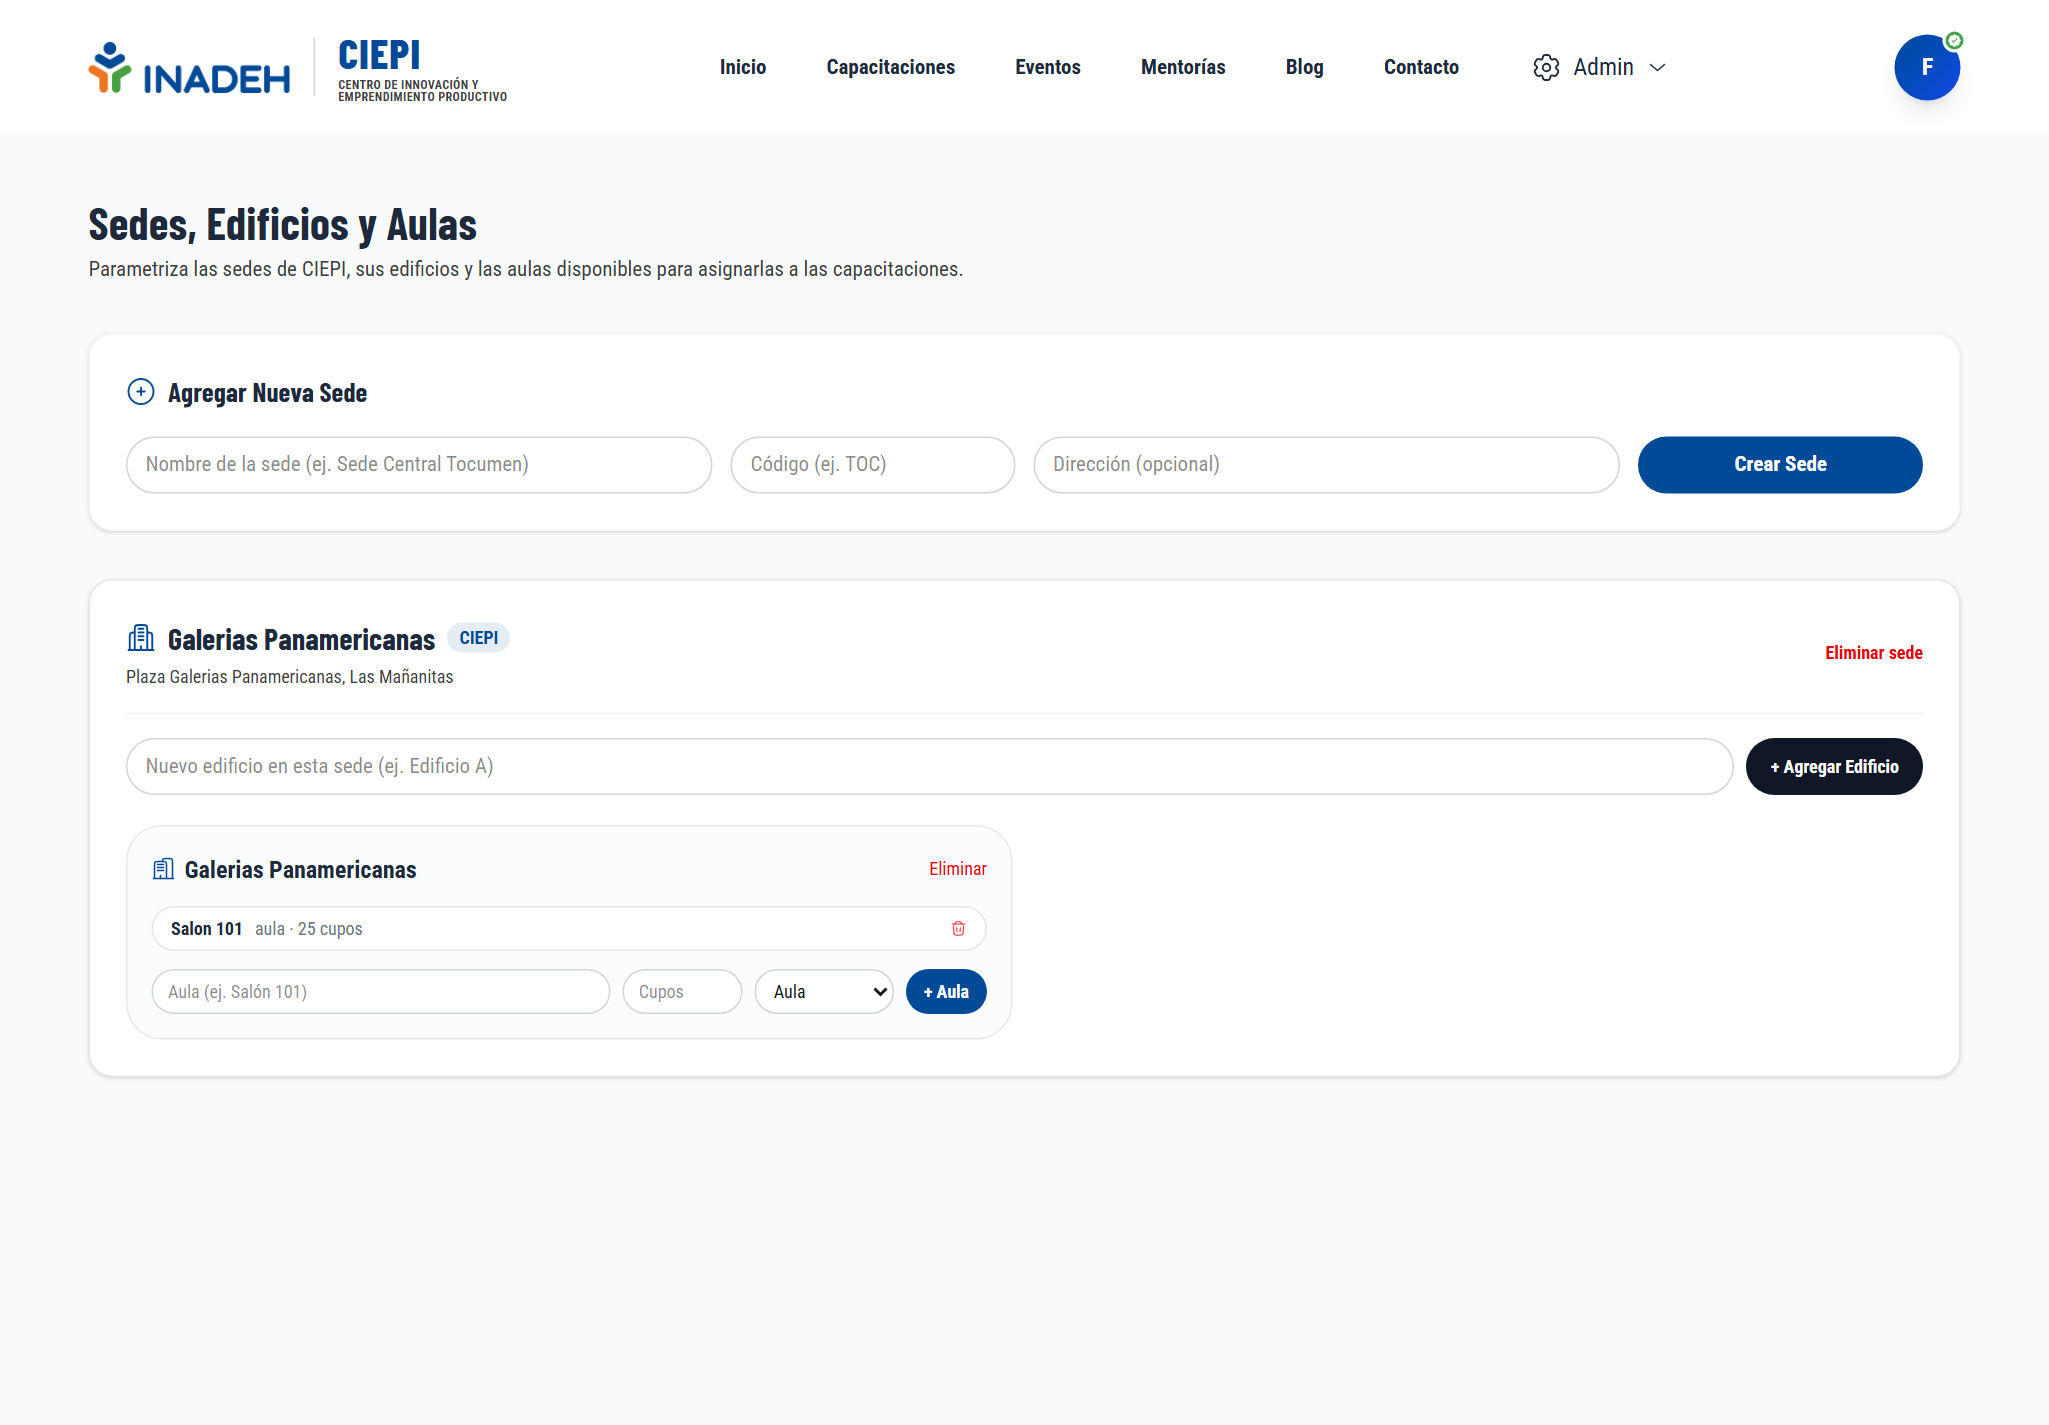 INADEH
CIEPI
CENTRO DE INNOVACIÓN Y
EMPRENDIMIENTO PRODUCTIVO
Inicio
Capacitaciones
Eventos
Mentorías
Blog
Contacto
Admin
F
Sedes, Edificios y Aulas
Parametriza las sedes de CIEPI, sus edificios y las aulas disponibles para asignarlas a las capacitaciones.
Agregar Nueva Sede
Nombre de la sede (ej. Sede Central Tocumen)
Código (ej. TOC)
Dirección (opcional)
Crear Sede
Galerias Panamericanas
CIEPI
Plaza Galerias Panamericanas, Las Mañanitas
Eliminar sede
Nuevo edificio en esta sede (ej. Edificio A)
+ Agregar Edificio
Galerias Panamericanas
Eliminar
Salon 101 aula · 25 cupos
Aula (ej. Salón 101)
Cupos
Aula
+ Aula